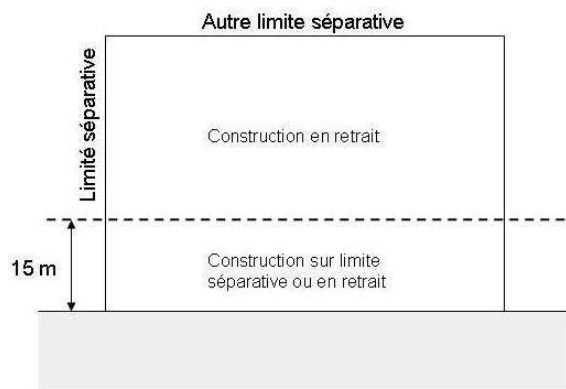 Autre limite séparative
Limité séparative
Construction en retrait
15 m
Construction sur limite
séparative ou en retrait